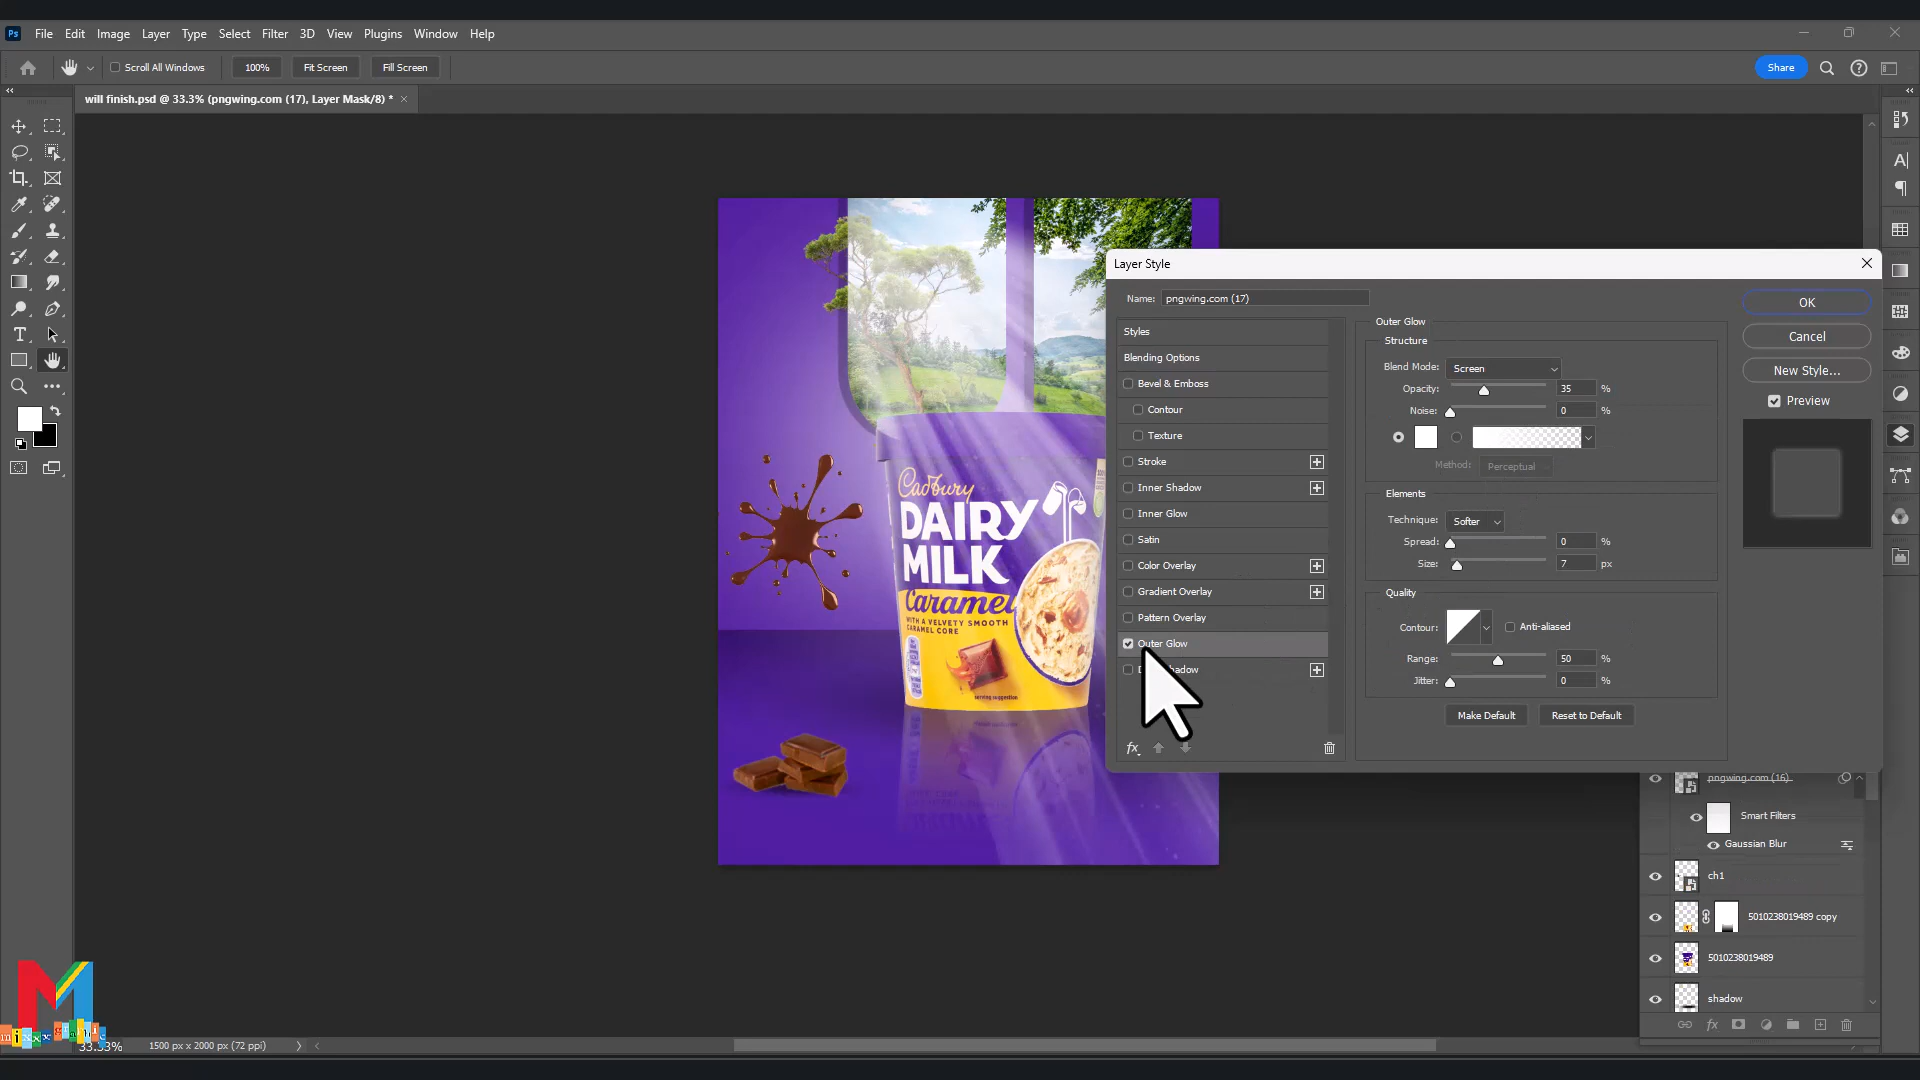 Ps File Edit Image Layer Type Select Filter 3D View Plugins Window Help
Scroll All Windows 100% Fit Screen Fill Screen Share
will finish.psd @ 33.3% (pngwing.com (17), Layer Mask/8) * ×
Layer Style
Name: pngwing.com (17)
Styles
Blending Options
Bevel & Emboss
Contour
Texture
Stroke
Inner Shadow
Inner Glow
Satin
Color Overlay
Gradient Overlay
Pattern Overlay
Outer Glow
Shadow
fx
Outer Glow
Structure
Blend Mode: Screen
Opacity: 35 %
Noise: 0 %
Method: Perceptual
Elements
Technique: Softer
Spread: 0 %
Size: 7 px
Quality
Contour: Anti-aliased
Range: 50 %
Jitter: 0 %
Make Default Reset to Default
OK
Cancel
New Style...
Preview
Cadbury
DAIRY
MILK
Caramel
WITH A VELVETY SMOOTH
CARAMEL CORE
serving suggestion
pngwing.com (16)
Smart Filters
Gaussian Blur
ch1
5010238019489 copy
5010238019489
shadow
fx
33.33% 1500 px x 2000 px (72 ppi)